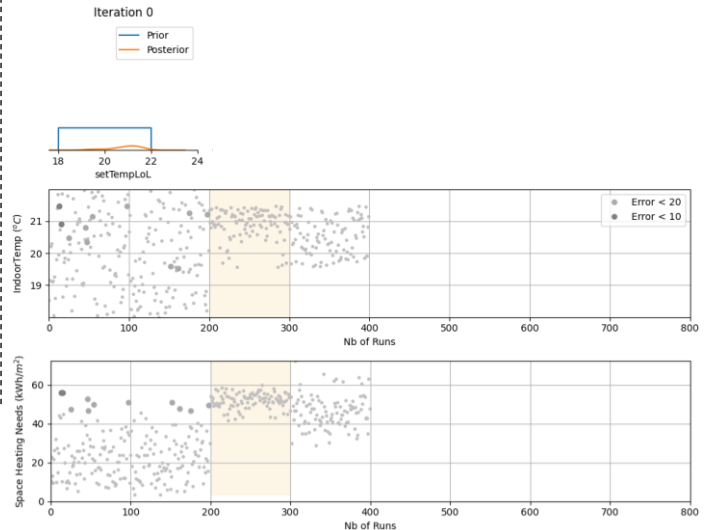 Iteration 0
Prior
Posterior
18 20 22 24
setTempLoL
IndoorTemp (°C)
21
20
19
Error < 20
Error < 10
0 100 200 300 400 500 600 700 800
Nb of Runs
Space Heating Needs (kWh/m²)
60
40
20
0
0 100 200 300 400 500 600 700 800
Nb of Runs